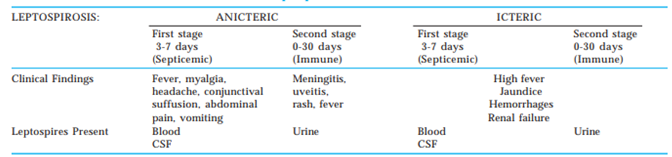 LEPTOSPIROSIS: ANICTERIC ICTERIC
First stage Second stage First stage Second stage
3-7 days 0-30 days 3-7 days 0-30 days
(Septicemic) (Immune) (Septicemic) (Immune)
Clinical Findings Fever, myalgia, Meningitis, High fever
headache, conjunctival uveitis, Jaundice
suffusion, abdominal rash, fever Hemorrhages
pain, vomiting Renal failure
Leptospires Present Blood Urine Blood Urine
CSF CSF